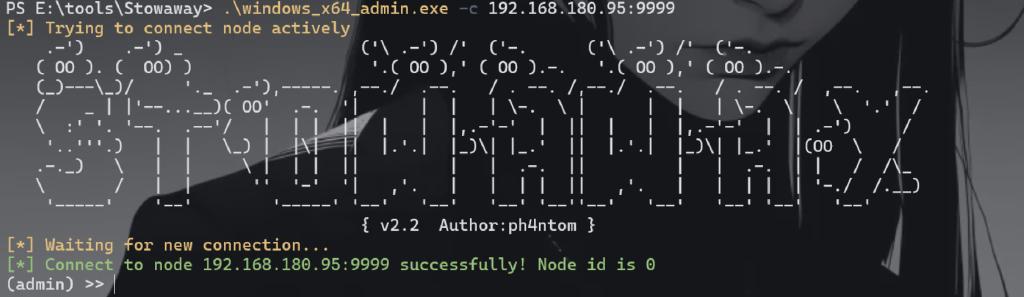 PS E:\tools\Stowaway> .\windows_x64_admin.exe -c 192.168.180.95:9999
[*] Trying to connect node actively
{ v2.2  Author:ph4ntom }
[*] Waiting for new connection...
[*] Connect to node 192.168.180.95:9999 successfully! Node id is 0
(admin) >>